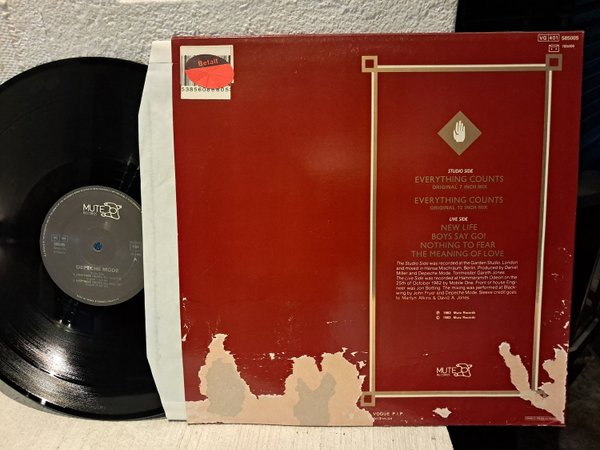 VG 401 585005
Befalt
STUDIO SIDE
EVERYTHING COUNTS
ORIGINAL 7 INCH MIX
EVERYTHING COUNTS
ORIGINAL 12 INCH MIX
LIVE SIDE
NEW LIFE
BOYS SAY GO!
NOTHING TO FEAR
THE MEANING OF LOVE
The Studio Side was recorded at the Garden Studio, London
and mixed in Hansa Mischraum, Berlin. Produced by Daniel
Miller and Depeche Mode. Tonmeister Gareth Jones.
The Live Side was recorded at Hammersmith Odeon on the
25th of October 1982 by Mobile One. Front of house Engi-
neer was Jon Botting. The mixing was performed at Black-
wing by John Fryer and Depeche Mode. Sleeve credit goes
to Martyn Atkins & David A. Jones.
℗ 1983 Mute Records
© 1983 Mute Records
MUTE
RECORDS
VOGUE P.I.P.
MUTE
RECORDS
DEPECHE MODE